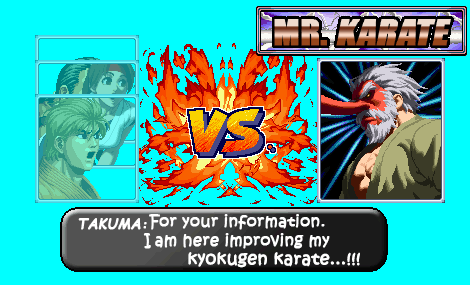 MR. KARATE
VS
TAKUMA: For your information.
I am here improving my
kyokugen karate...!!!